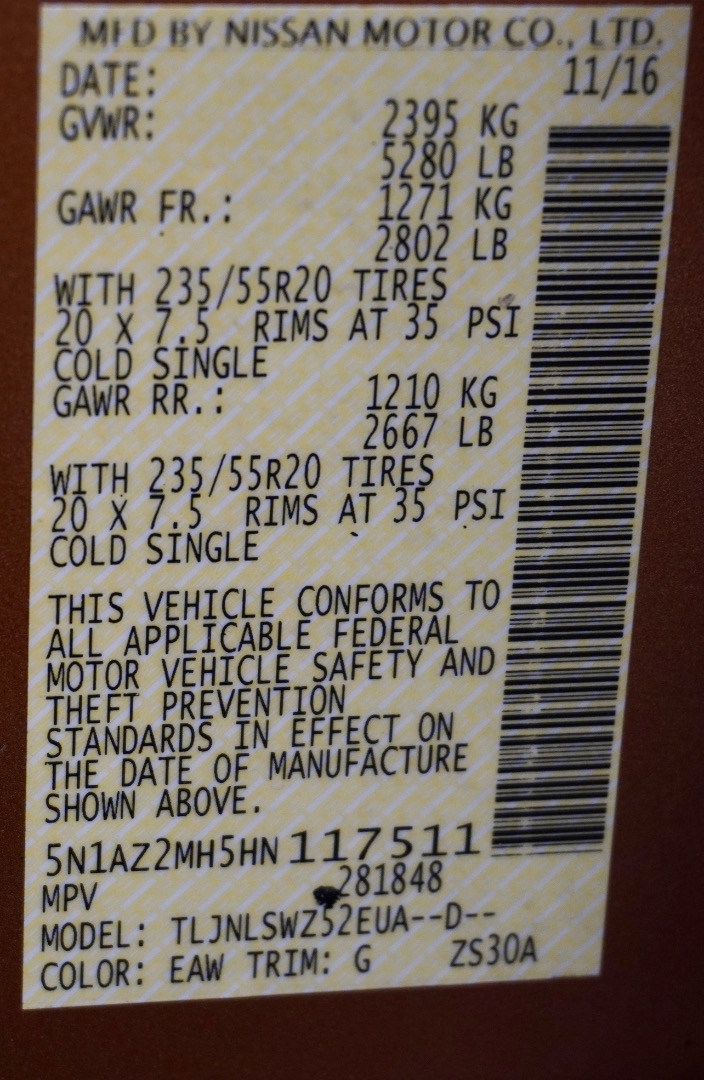 MFD BY NISSAN MOTOR CO., LTD.
DATE: 11/16
GVWR: 2395 KG
5280 LB
GAWR FR.: 1271 KG
2802 LB
WITH 235/55R20 TIRES
20 X 7.5 RIMS AT 35 PSI
COLD SINGLE
GAWR RR.: 1210 KG
2667 LB
WITH 235/55R20 TIRES
20 X 7.5 RIMS AT 35 PSI
COLD SINGLE
THIS VEHICLE CONFORMS TO
ALL APPLICABLE FEDERAL
MOTOR VEHICLE SAFETY AND
THEFT PREVENTION
STANDARDS IN EFFECT ON
THE DATE OF MANUFACTURE
SHOWN ABOVE.
5N1AZ2MH5HN117511
MPV 281848
MODEL: TLJNLSWZ52EUA--D--
COLOR: EAW TRIM: G ZS30A